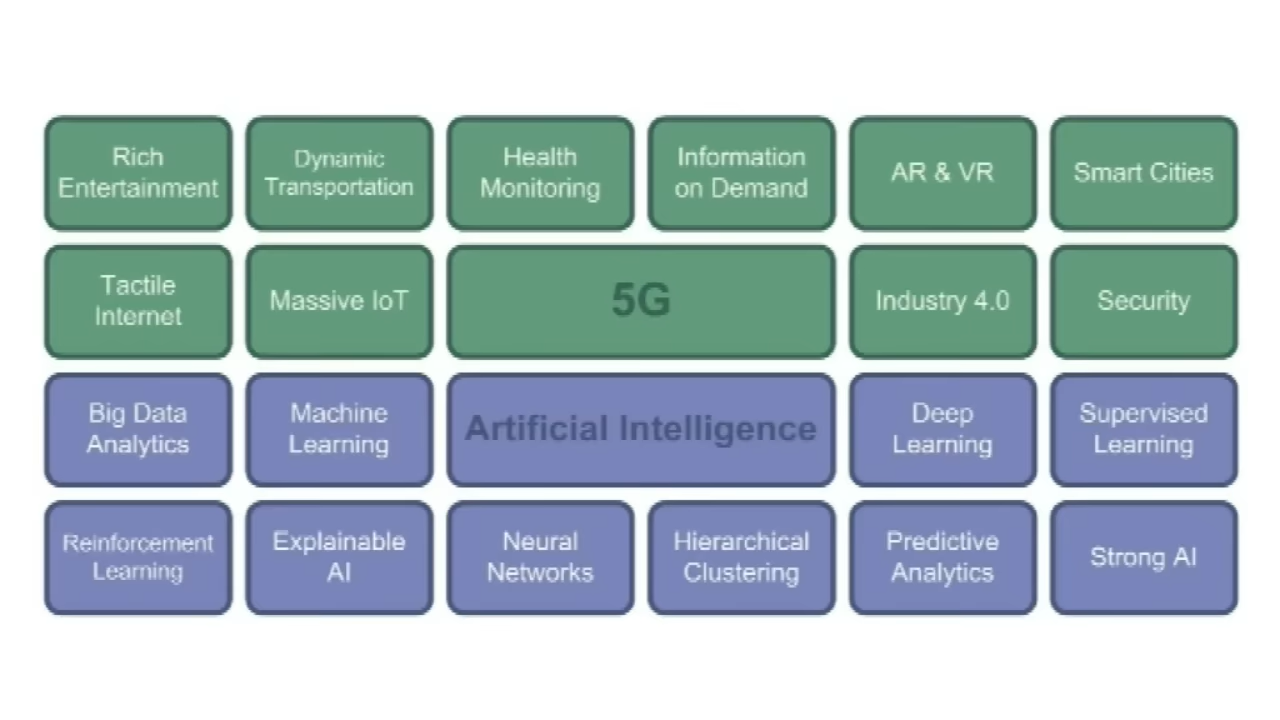 Rich
Entertainment
Dynamic
Transportation
Health
Monitoring
Information
on Demand
AR & VR
Smart Cities
Tactile
Internet
Massive IoT
5G
Industry 4.0
Security
Big Data
Analytics
Machine
Learning
Artificial Intelligence
Deep
Learning
Supervised
Learning
Reinforcement
Learning
Explainable
AI
Neural
Networks
Hierarchical
Clustering
Predictive
Analytics
Strong AI